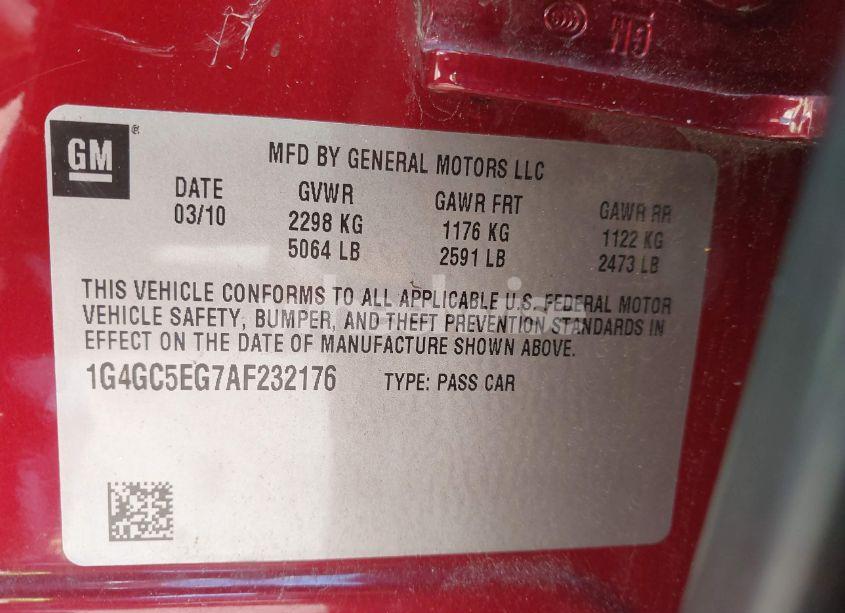 GM®
MFD BY GENERAL MOTORS LLC
DATE GVWR GAWR FRT GAWR RR
03/10 2298 KG 1176 KG 1122 KG
5064 LB 2591 LB 2473 LB
THIS VEHICLE CONFORMS TO ALL APPLICABLE U.S. FEDERAL MOTOR
VEHICLE SAFETY, BUMPER, AND THEFT PREVENTION STANDARDS IN
EFFECT ON THE DATE OF MANUFACTURE SHOWN ABOVE.
1G4GC5EG7AF232176 TYPE: PASS CAR